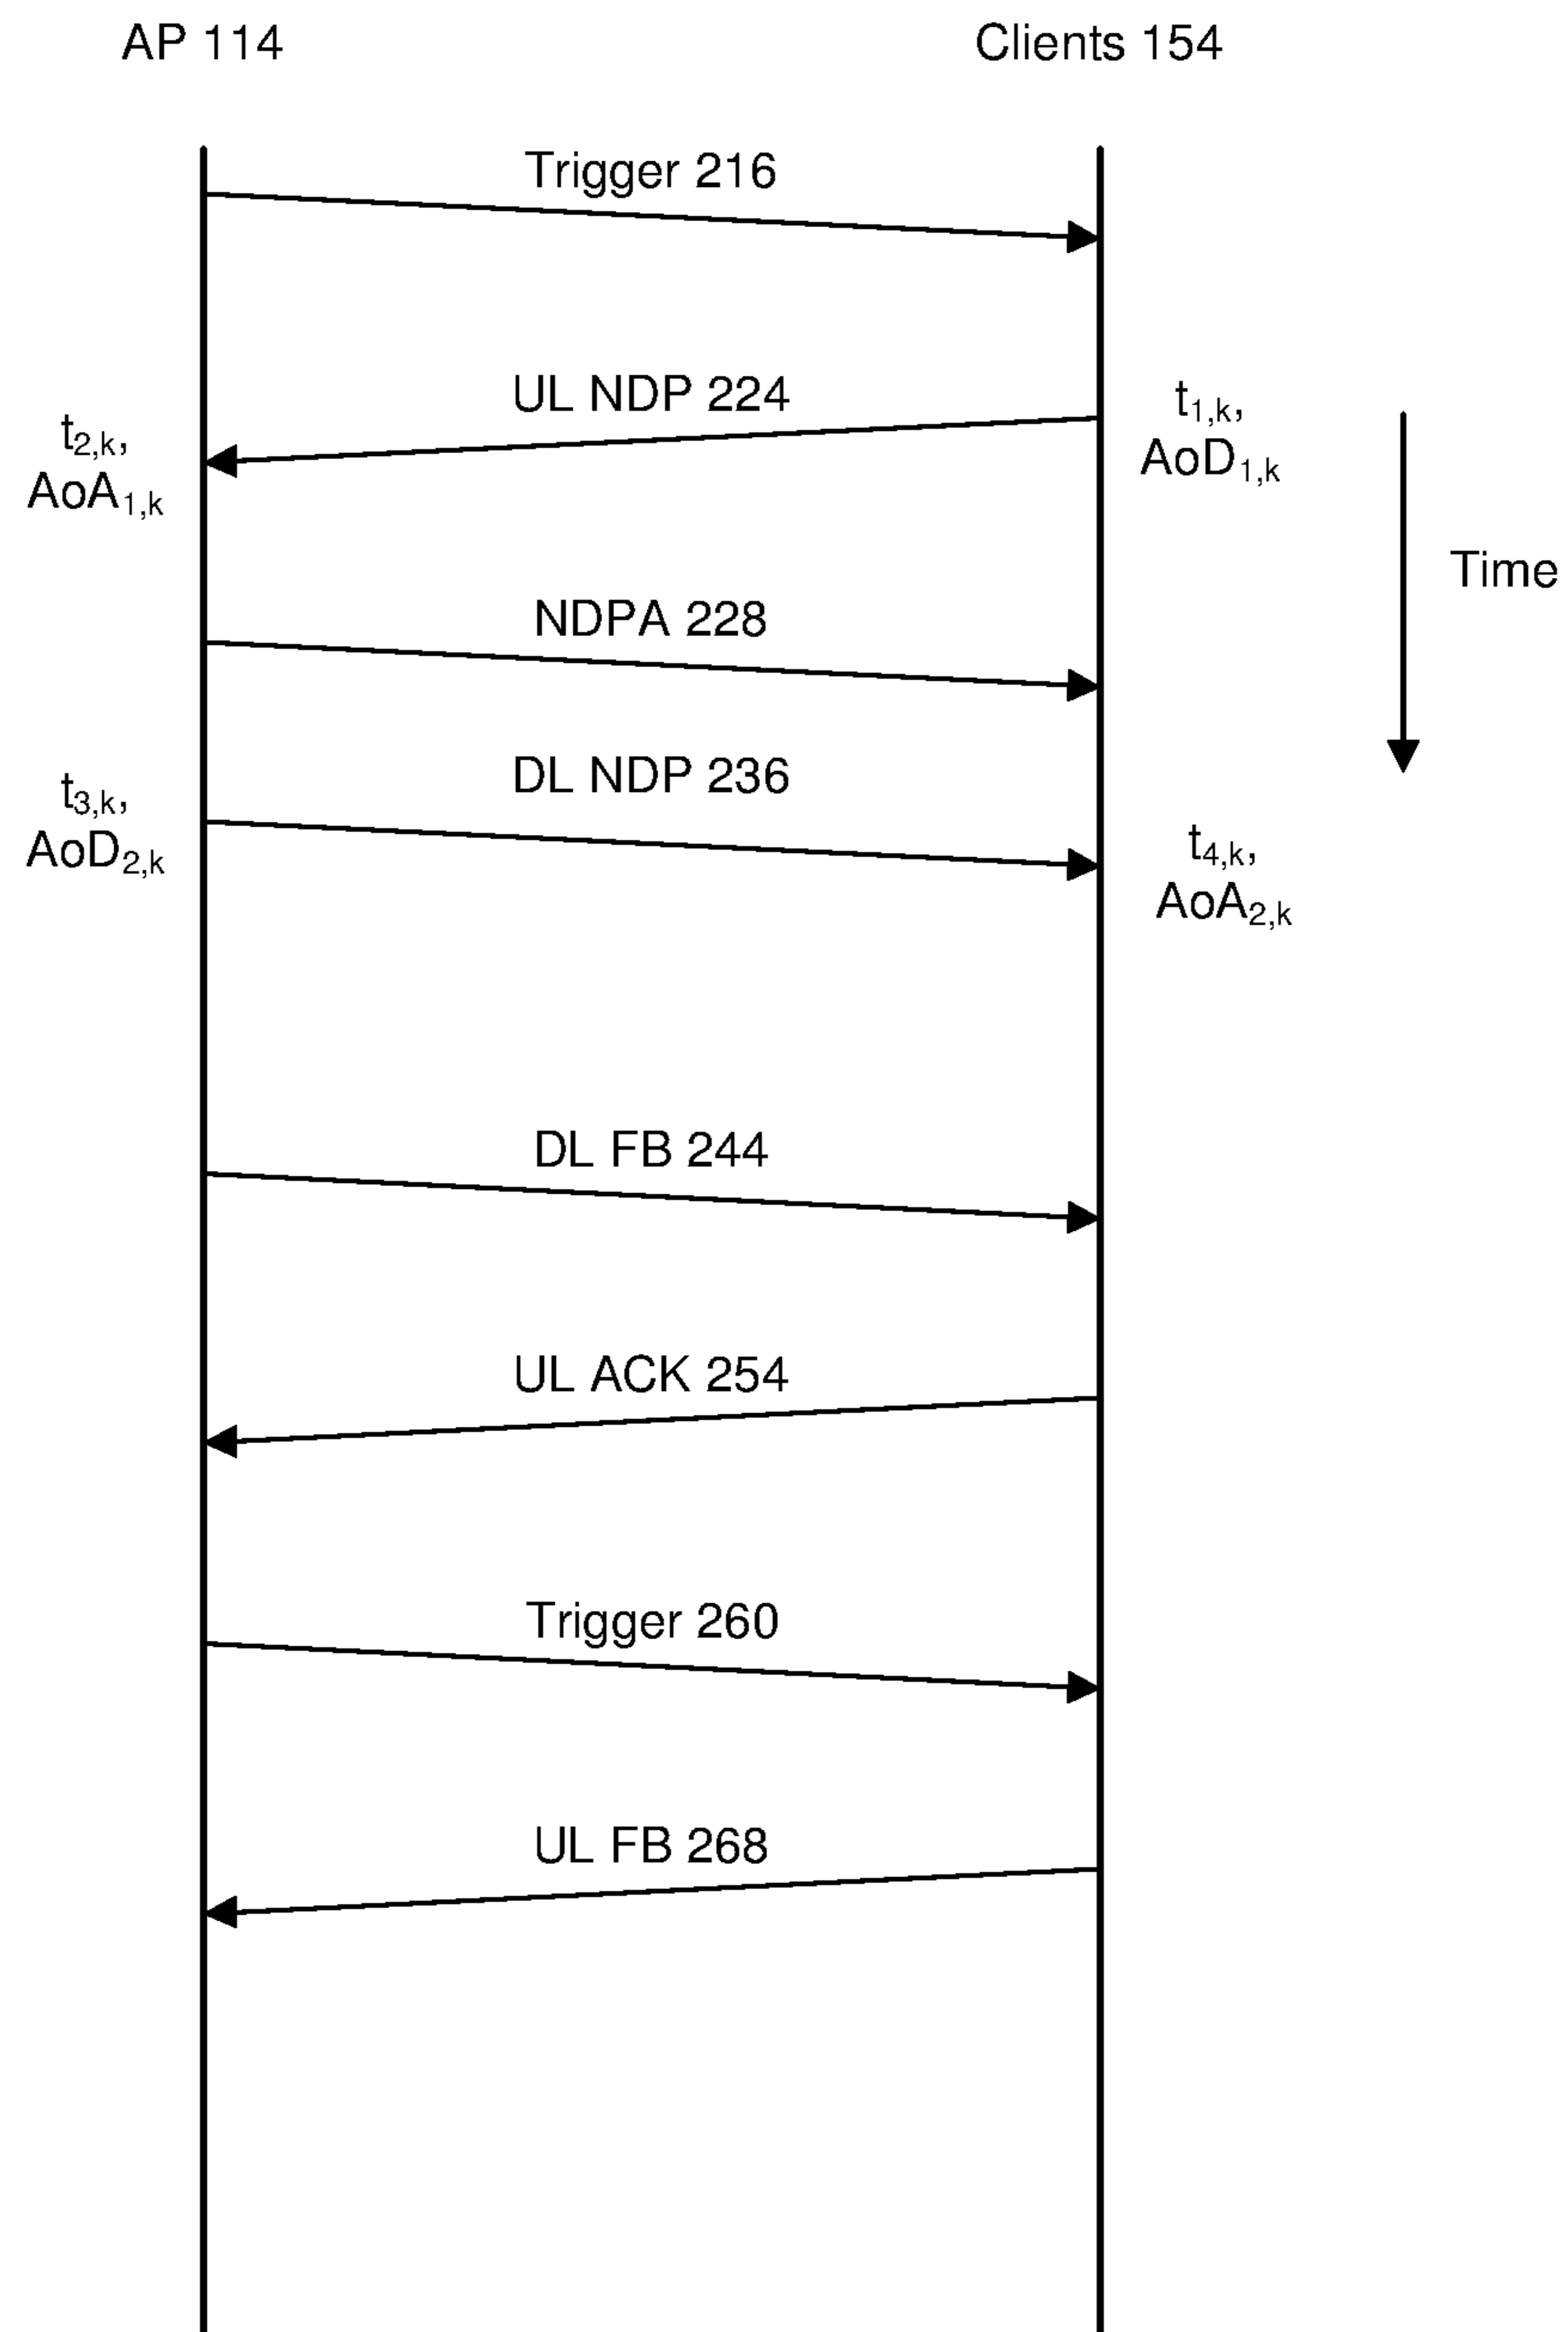 AP 114
Clients 154
Trigger 216
UL NDP 224
t1,k,
AoD1,k
t2,k,
AoA1,k
Time
NDPA 228
DL NDP 236
t3,k,
AoD2,k
t4,k,
AoA2,k
DL FB 244
UL ACK 254
Trigger 260
UL FB 268